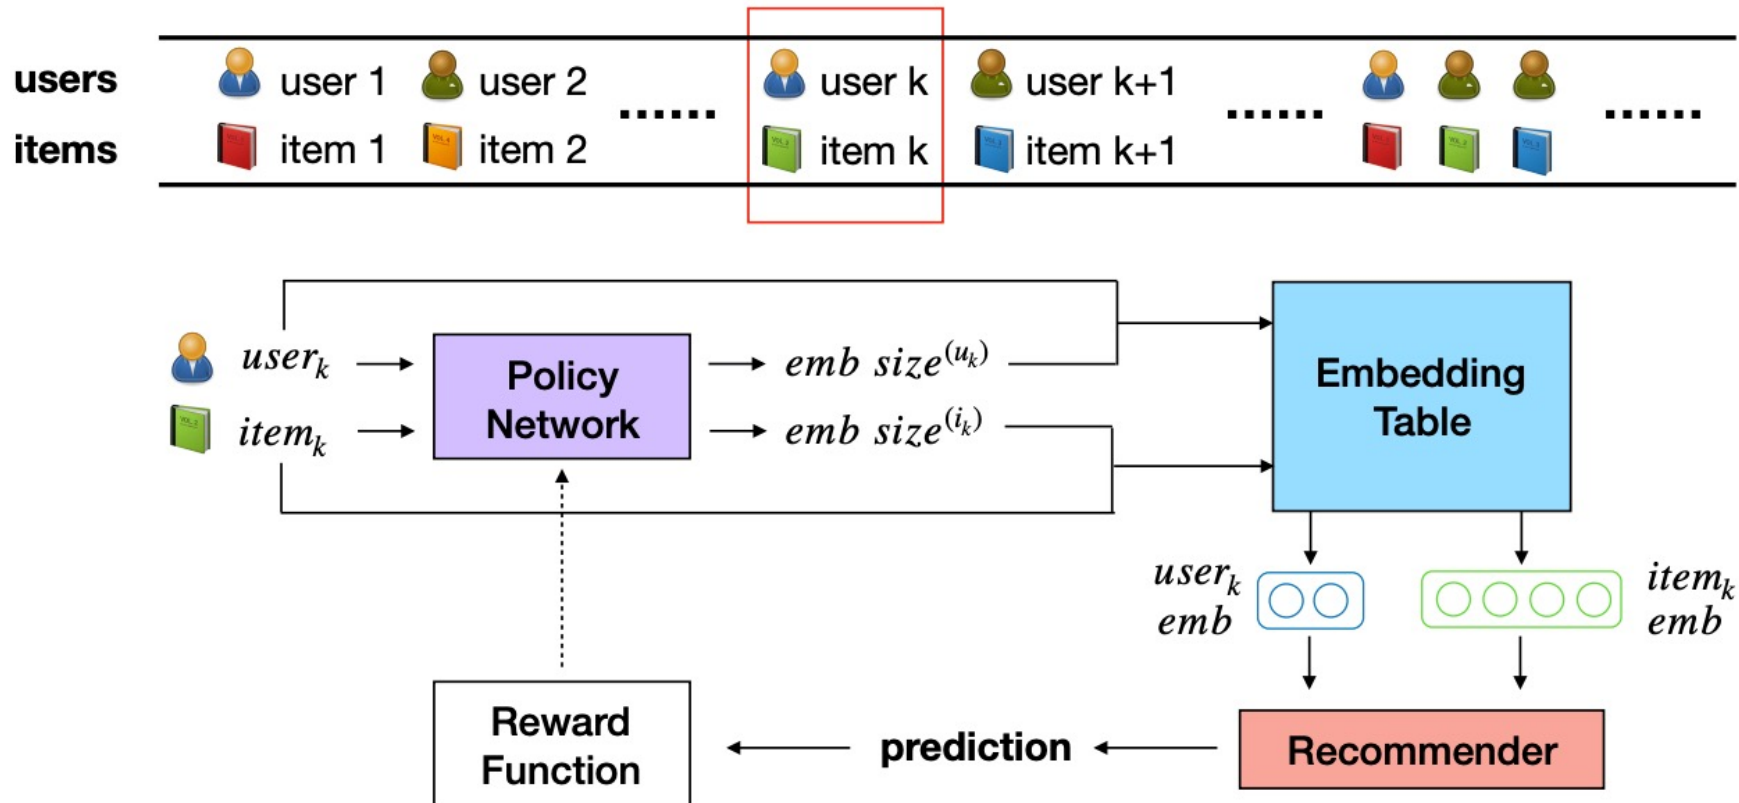 users user 1 user 2 ...... user k user k+1 ...... ......
items item 1 item 2 item k item k+1
user_k Policy Network emb size^(u_k) Embedding Table
item_k emb size^(i_k)
user_k emb
item_k emb
Reward Function
prediction
Recommender